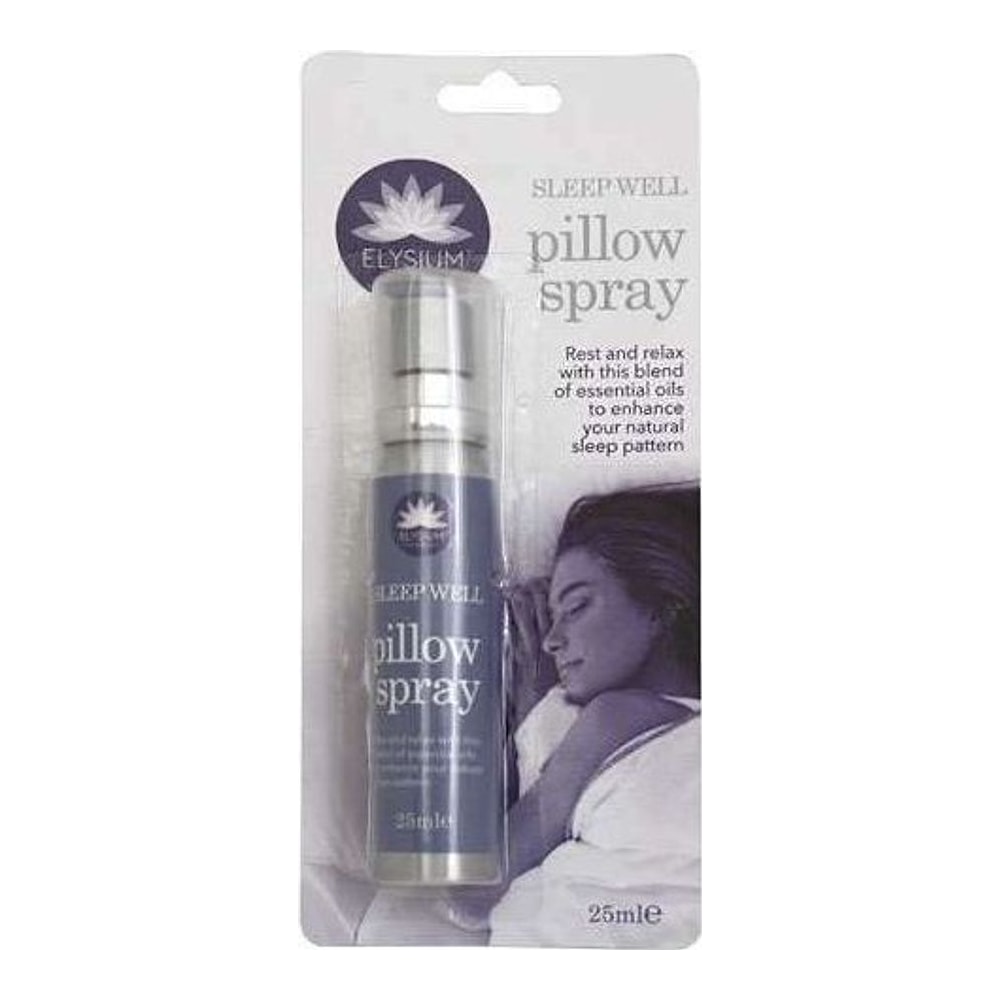 ELYSIUM
SLEEP WELL
pillow
spray
Rest and relax
with this blend
of essential oils
to enhance
your natural
sleep pattern
ELYSIUM
SLEEP WELL
pillow
spray
25ml℮
25ml℮